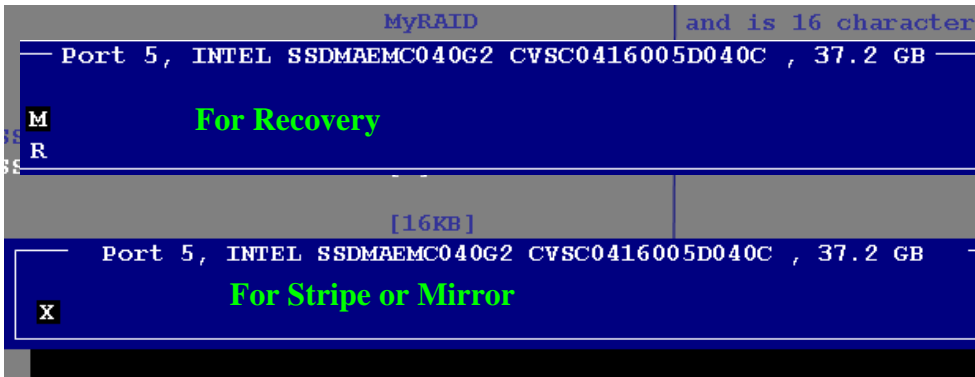 MyRAID and is 16 character
Port 5, INTEL SSDMAEMC040G2 CVSC0416005D040C , 37.2 GB
M For Recovery
R
[16KB]
Port 5, INTEL SSDMAEMC040G2 CVSC0416005D040C , 37.2 GB
For Stripe or Mirror
X